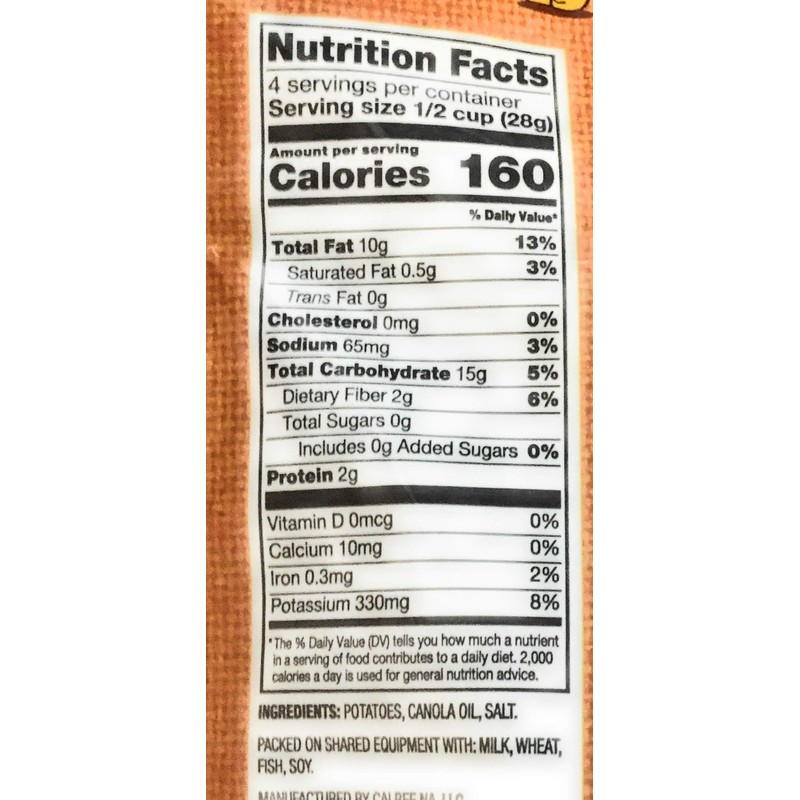 Nutrition Facts
4 servings per container
Serving size 1/2 cup (28g)
Amount per serving
Calories 160
% Daily Value*
Total Fat 10g 13%
Saturated Fat 0.5g 3%
Trans Fat 0g
Cholesterol 0mg 0%
Sodium 65mg 3%
Total Carbohydrate 15g 5%
Dietary Fiber 2g 6%
Total Sugars 0g
Includes 0g Added Sugars 0%
Protein 2g
Vitamin D 0mcg 0%
Calcium 10mg 0%
Iron 0.3mg 2%
Potassium 330mg 8%
*The % Daily Value (DV) tells you how much a nutrient
in a serving of food contributes to a daily diet. 2,000
calories a day is used for general nutrition advice.
INGREDIENTS: POTATOES, CANOLA OIL, SALT.
PACKED ON SHARED EQUIPMENT WITH: MILK, WHEAT,
FISH, SOY.
MANUFACTURED BY CALBEE NA, LLC